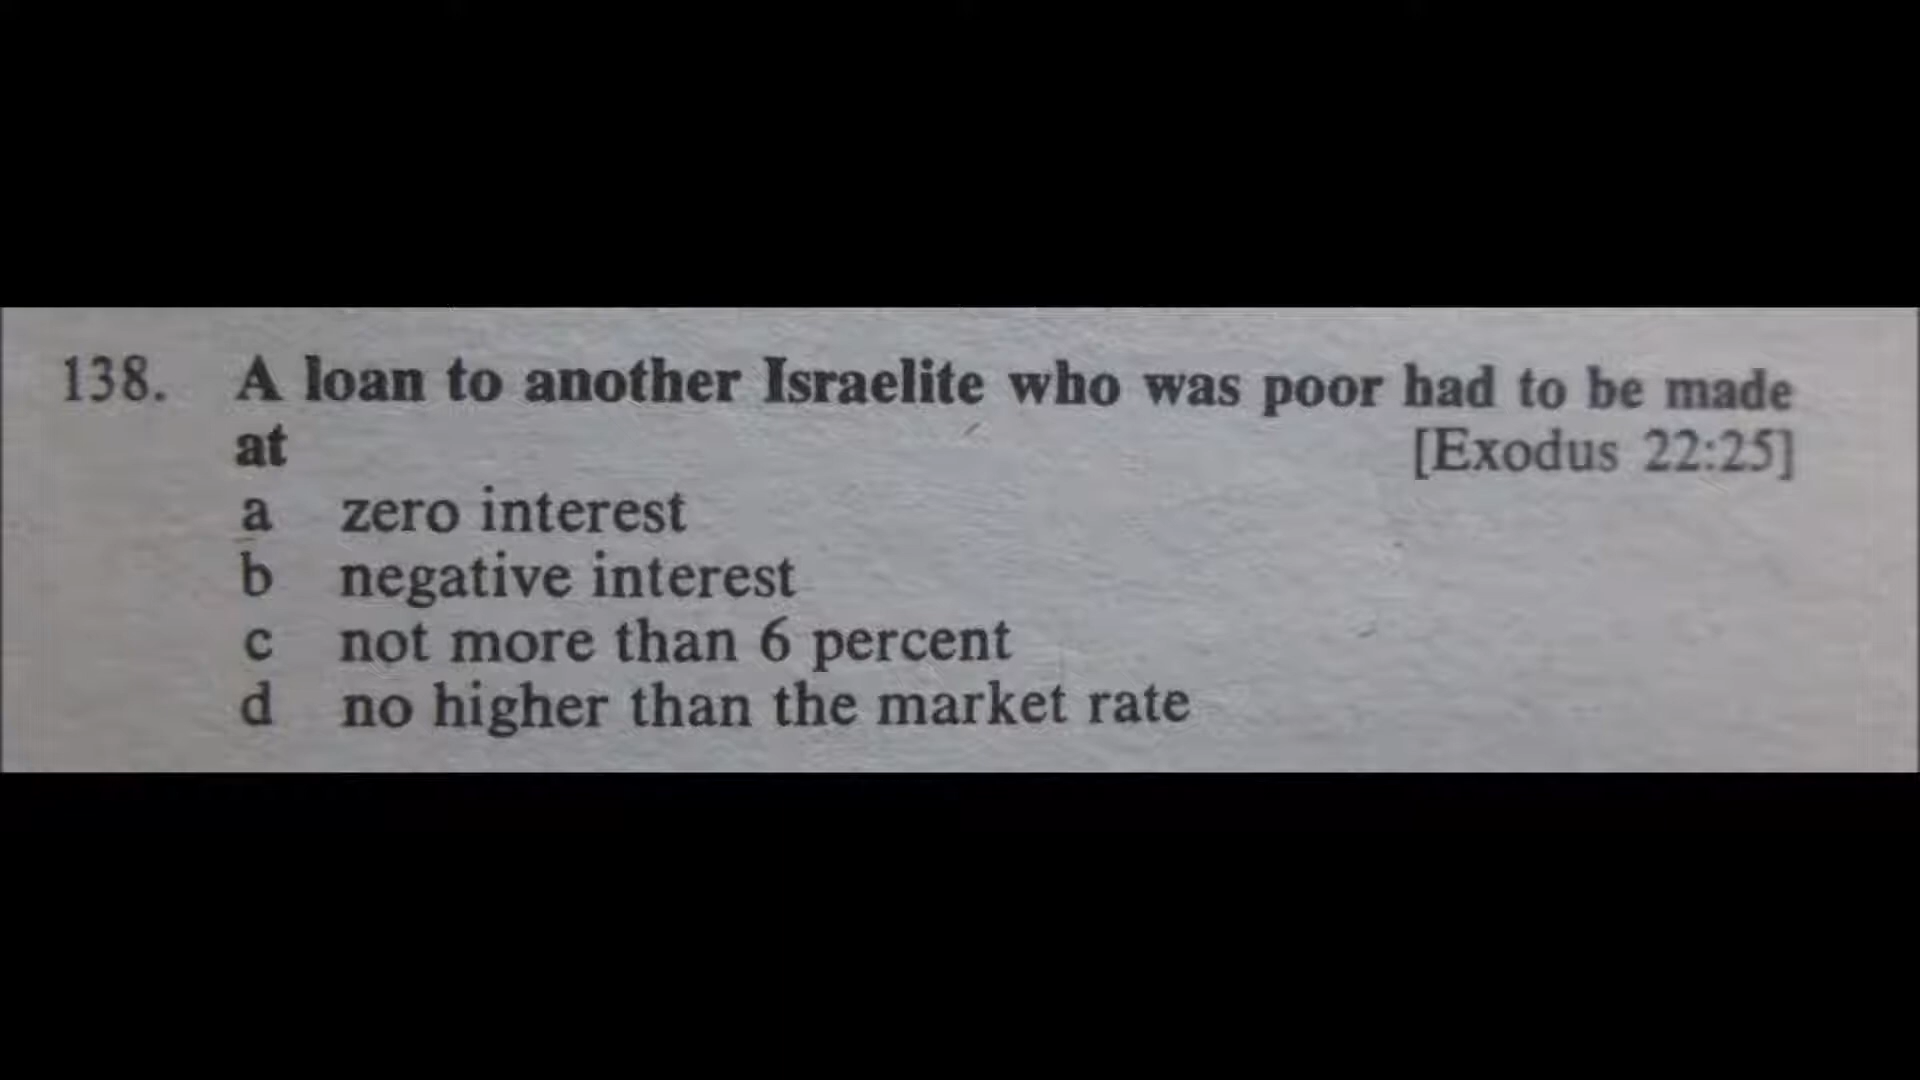 138. A loan to another Israelite who was poor had to be made
at [Exodus 22:25]
a zero interest
b negative interest
c not more than 6 percent
d no higher than the market rate